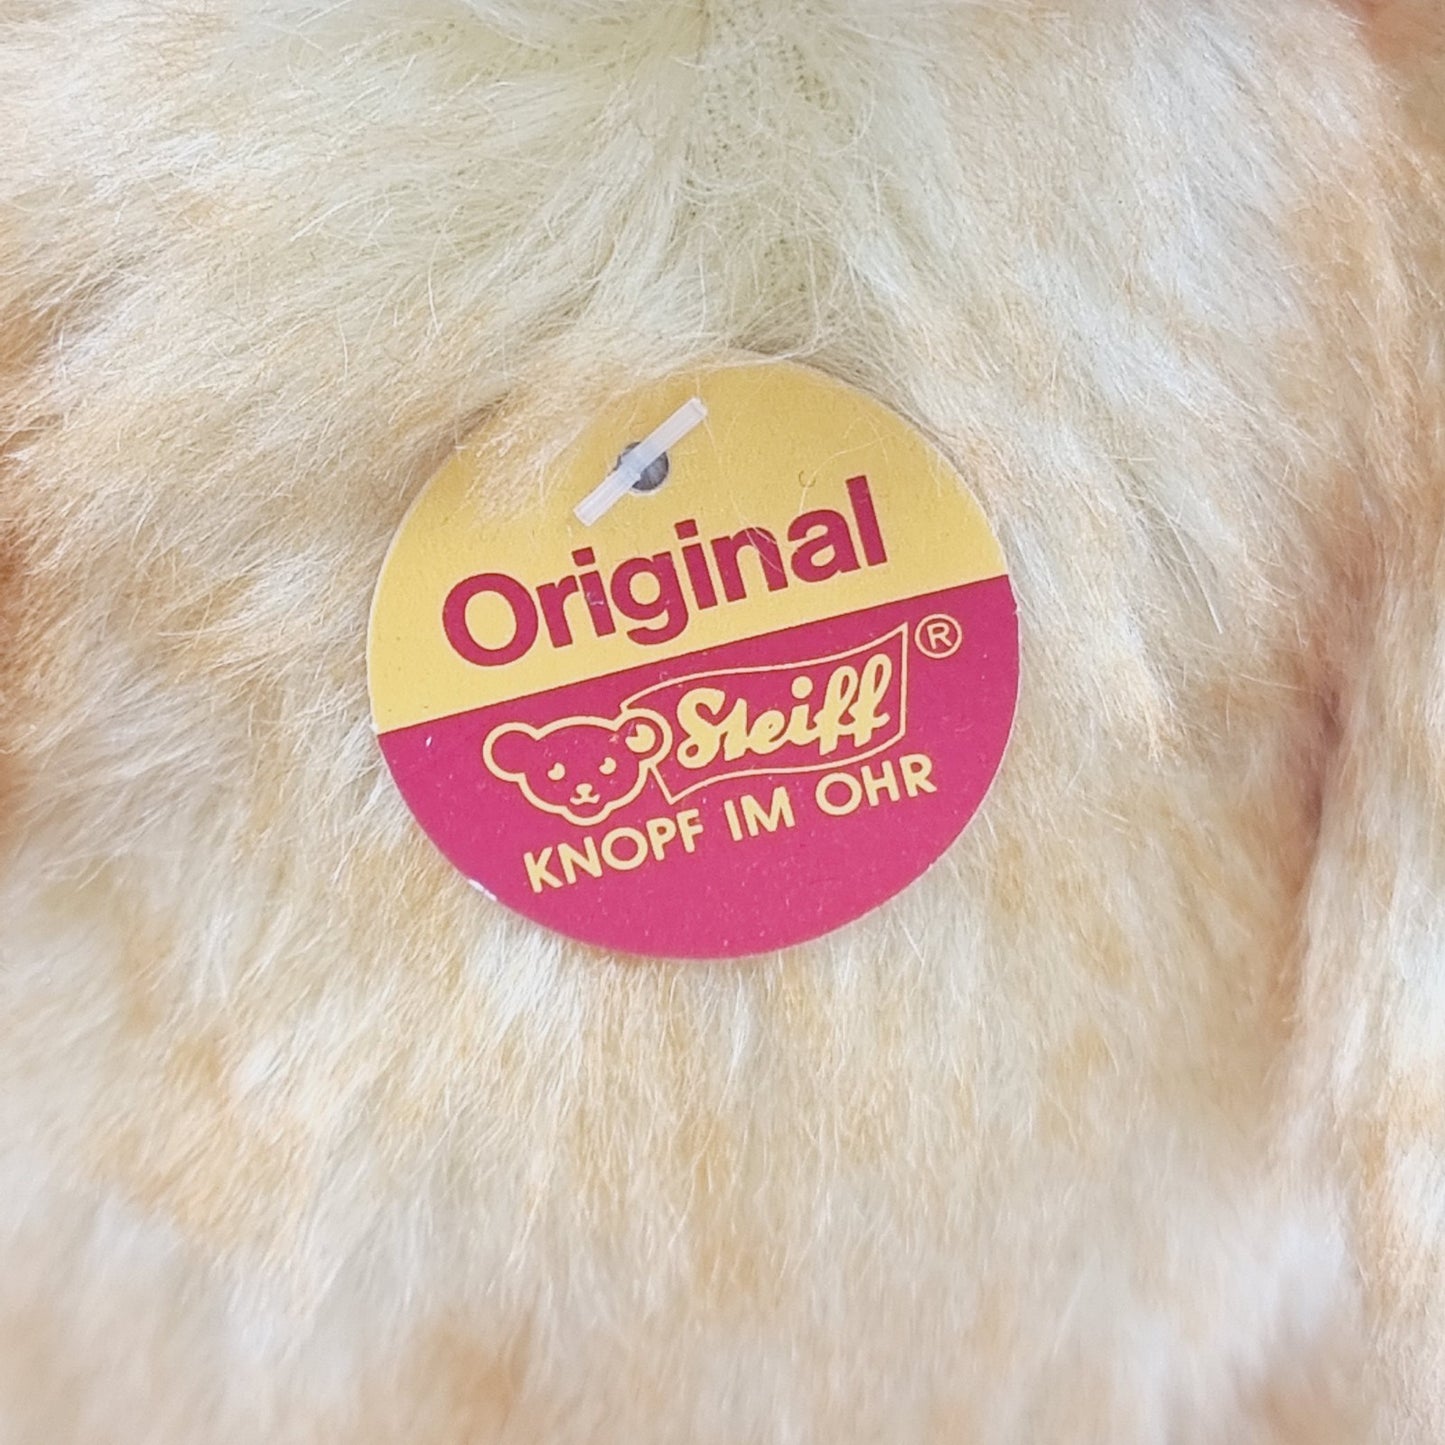 Original
Steiff ®
KNOPF IM OHR